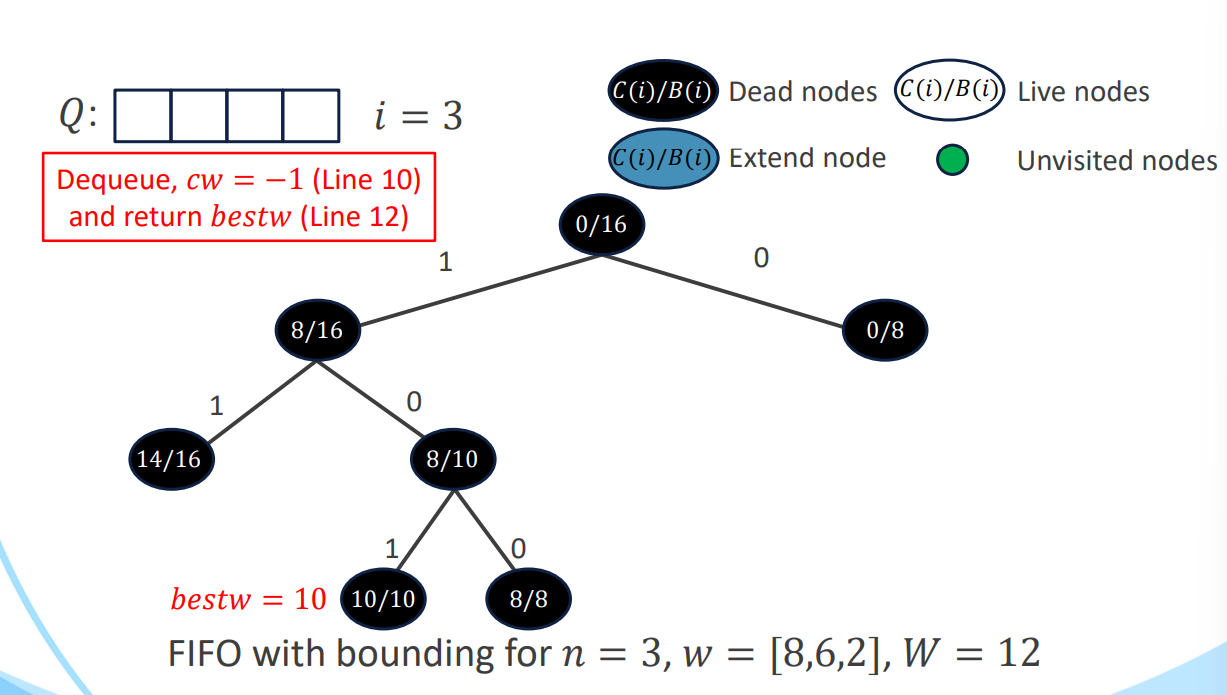 Q: i = 3
C(i)/B(i) Dead nodes C(i)/B(i) Live nodes
C(i)/B(i) Extend node Unvisited nodes
Dequeue, cw = −1 (Line 10)
and return bestw (Line 12)
0/16
1 0
8/16 0/8
1 0
14/16 8/10
1 0
bestw = 10 10/10 8/8
FIFO with bounding for n = 3, w = [8,6,2], W = 12